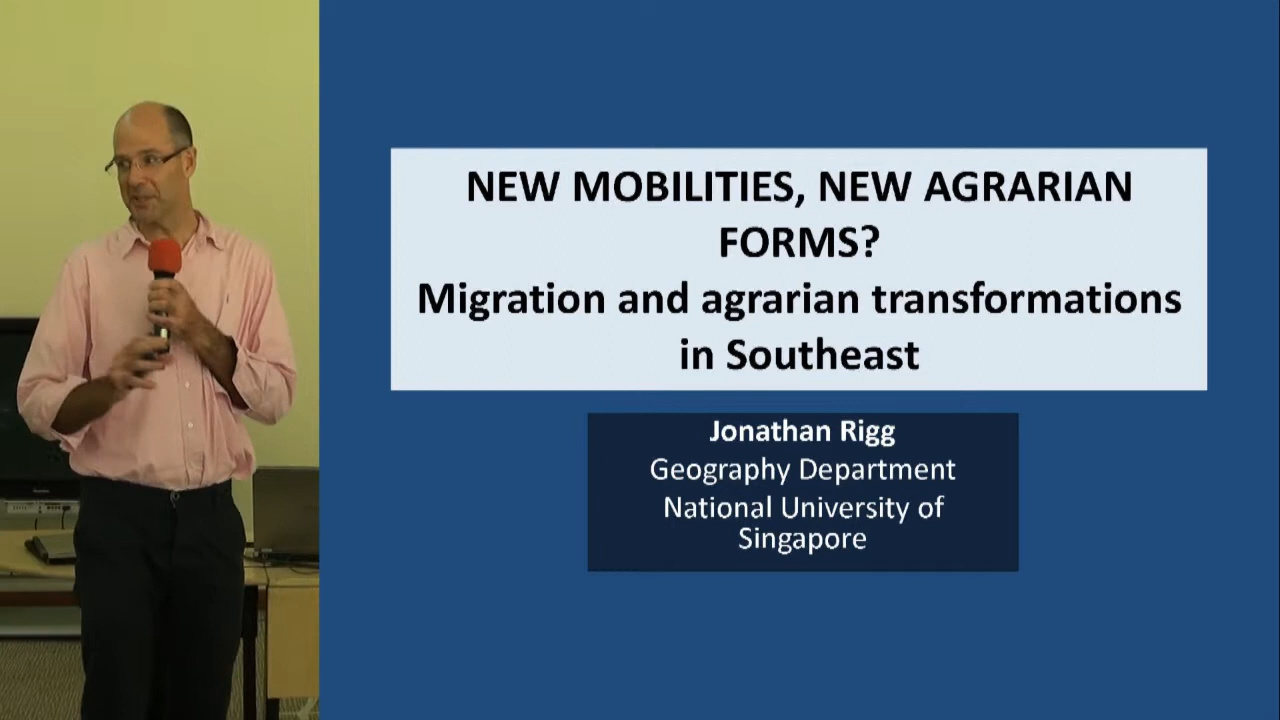 NEW MOBILITIES, NEW AGRARIAN
FORMS?
Migration and agrarian transformations
in Southeast
Jonathan Rigg
Geography Department
National University of
Singapore